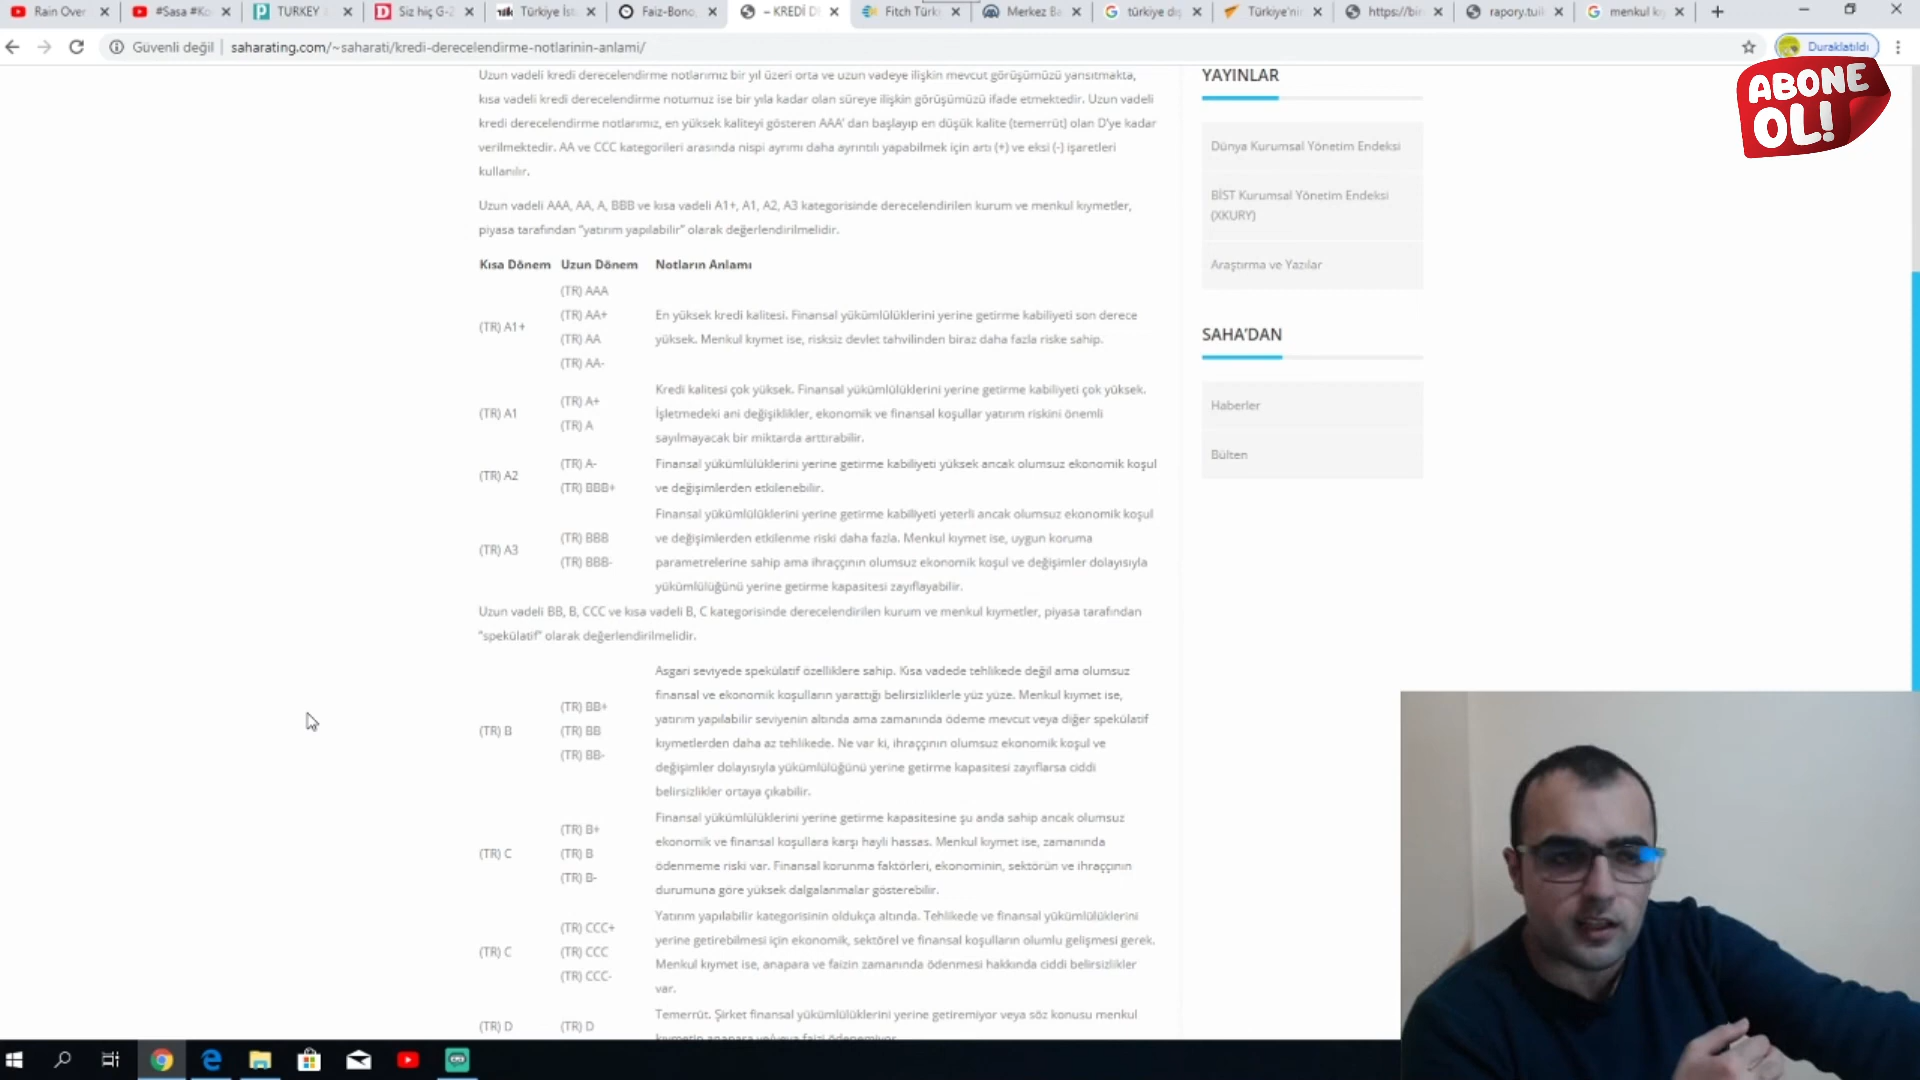 Rain Over
#Sasa #Ko
TURKEY
Siz hiç G-2
Türkiye İst
Faiz-Bono
– KREDİ D
Fitch Türk
Merkez Ba
türkiye dış
Türkiye'nin
https://bir
rapory.tuik
menkul kı
Güvenli değil
saharating.com/~saharati/kredi-derecelendirme-notlarinin-anlami/
Duraklatıldı
ABONE
OL!
Uzun vadeli kredi derecelendirme notlarımız bir yıl üzeri orta ve uzun vadeye ilişkin mevcut görüşümüzü yansıtmakta,
kısa vadeli kredi derecelendirme notumuz ise bir yıla kadar olan süreye ilişkin görüşümüzü ifade etmektedir. Uzun vadeli
kredi derecelendirme notlarımız, en yüksek kaliteyi gösteren AAA' dan başlayıp en düşük kalite (temerrüt) olan D'ye kadar
verilmektedir. AA ve CCC kategorileri arasında nispi ayrımı daha ayrıntılı yapabilmek için artı (+) ve eksi (-) işaretleri
kullanılır.
Uzun vadeli AAA, AA, A, BBB ve kısa vadeli A1+, A1, A2, A3 kategorisinde derecelendirilen kurum ve menkul kıymetler,
piyasa tarafından “yatırım yapılabilir” olarak değerlendirilmelidir.
Kısa Dönem Uzun Dönem Notların Anlamı
(TR) A1+
(TR) AAA
(TR) AA+
(TR) AA
(TR) AA-
En yüksek kredi kalitesi. Finansal yükümlülüklerini yerine getirme kabiliyeti son derece
yüksek. Menkul kıymet ise, risksiz devlet tahvilinden biraz daha fazla riske sahip.
(TR) A1
(TR) A+
(TR) A
Kredi kalitesi çok yüksek. Finansal yükümlülüklerini yerine getirme kabiliyeti çok yüksek.
İşletmedeki ani değişiklikler, ekonomik ve finansal koşullar yatırım riskini önemli
sayılmayacak bir miktarda arttırabilir.
(TR) A2
(TR) A-
(TR) BBB+
Finansal yükümlülüklerini yerine getirme kabiliyeti yüksek ancak olumsuz ekonomik koşul
ve değişimlerden etkilenebilir.
(TR) A3
(TR) BBB
(TR) BBB-
Finansal yükümlülüklerini yerine getirme kabiliyeti yeterli ancak olumsuz ekonomik koşul
ve değişimlerden etkilenme riski daha fazla. Menkul kıymet ise, uygun koruma
parametrelerine sahip ama ihraççının olumsuz ekonomik koşul ve değişimler dolayısıyla
yükümlülüğünü yerine getirme kapasitesi zayıflayabilir.
Uzun vadeli BB, B, CCC ve kısa vadeli B, C kategorisinde derecelendirilen kurum ve menkul kıymetler, piyasa tarafından
“spekülatif” olarak değerlendirilmelidir.
(TR) B
(TR) BB+
(TR) BB
(TR) BB-
Asgari seviyede spekülatif özelliklere sahip. Kısa vadede tehlikede değil ama olumsuz
finansal ve ekonomik koşulların yarattığı belirsizliklerle yüz yüze. Menkul kıymet ise,
yatırım yapılabilir seviyenin altında ama zamanında ödeme mevcut veya diğer spekülatif
kıymetlerden daha az tehlikede. Ne var ki, ihraççının olumsuz ekonomik koşul ve
değişimler dolayısıyla yükümlülüğünü yerine getirme kapasitesi zayıflarsa ciddi
belirsizlikler ortaya çıkabilir.
(TR) C
(TR) B+
(TR) B
(TR) B-
Finansal yükümlülüklerini yerine getirme kapasitesine şu anda sahip ancak olumsuz
ekonomik ve finansal koşullara karşı hayli hassas. Menkul kıymet ise, zamanında
ödenmeme riski var. Finansal korunma faktörleri, ekonominin, sektörün ve ihraççının
durumuna göre yüksek dalgalanmalar gösterebilir.
(TR) C
(TR) CCC+
(TR) CCC
(TR) CCC-
Yatırım yapılabilir kategorisinin oldukça altında. Tehlikede ve finansal yükümlülüklerini
yerine getirebilmesi için ekonomik, sektörel ve finansal koşulların olumlu gelişmesi gerek.
Menkul kıymet ise, anapara ve faizin zamanında ödenmesi hakkında ciddi belirsizlikler
var.
(TR) D
(TR) D
Temerrüt. Şirket finansal yükümlülüklerini yerine getiremiyor veya söz konusu menkul
kıymetin anapara ve/veya faizi ödenemiyor.
YAYINLAR
Dünya Kurumsal Yönetim Endeksi
BİST Kurumsal Yönetim Endeksi
(XKURY)
Araştırma ve Yazılar
SAHA'DAN
Haberler
Bülten